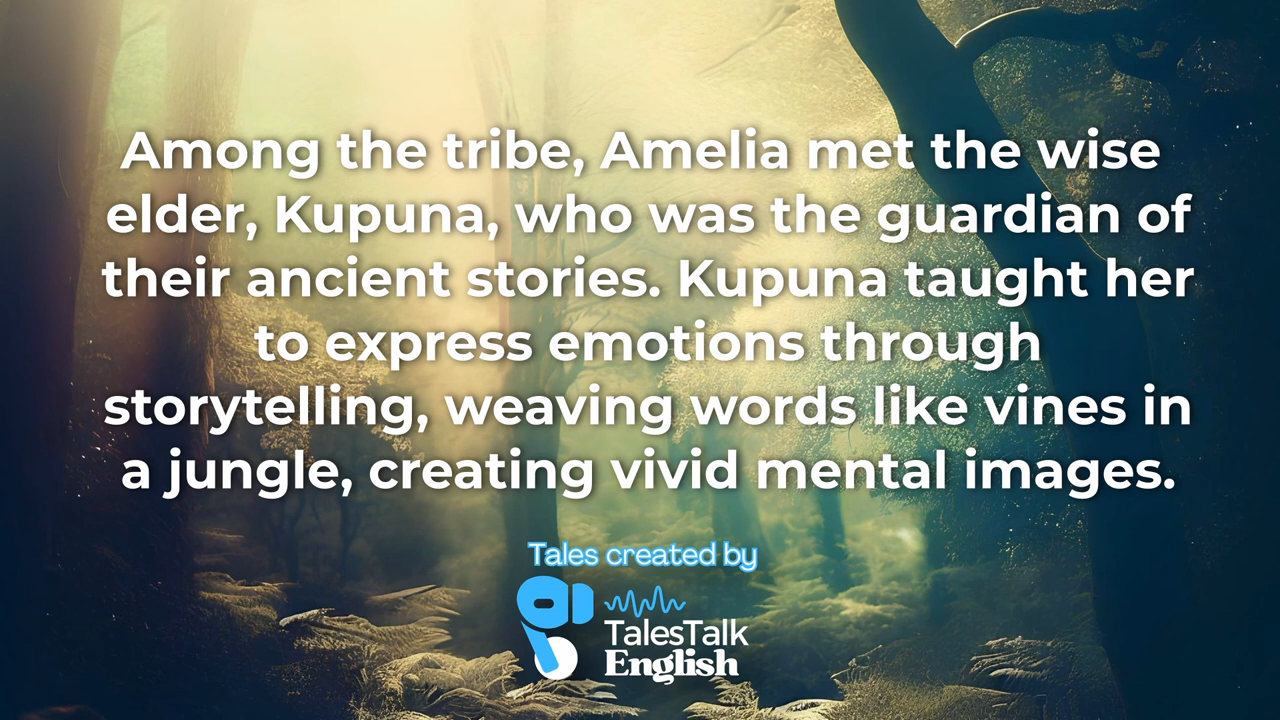 Among the tribe, Amelia met the wise
elder, Kupuna, who was the guardian of
their ancient stories. Kupuna taught her
to express emotions through
storytelling, weaving words like vines in
a jungle, creating vivid mental images.
Tales created by
TalesTalk
English